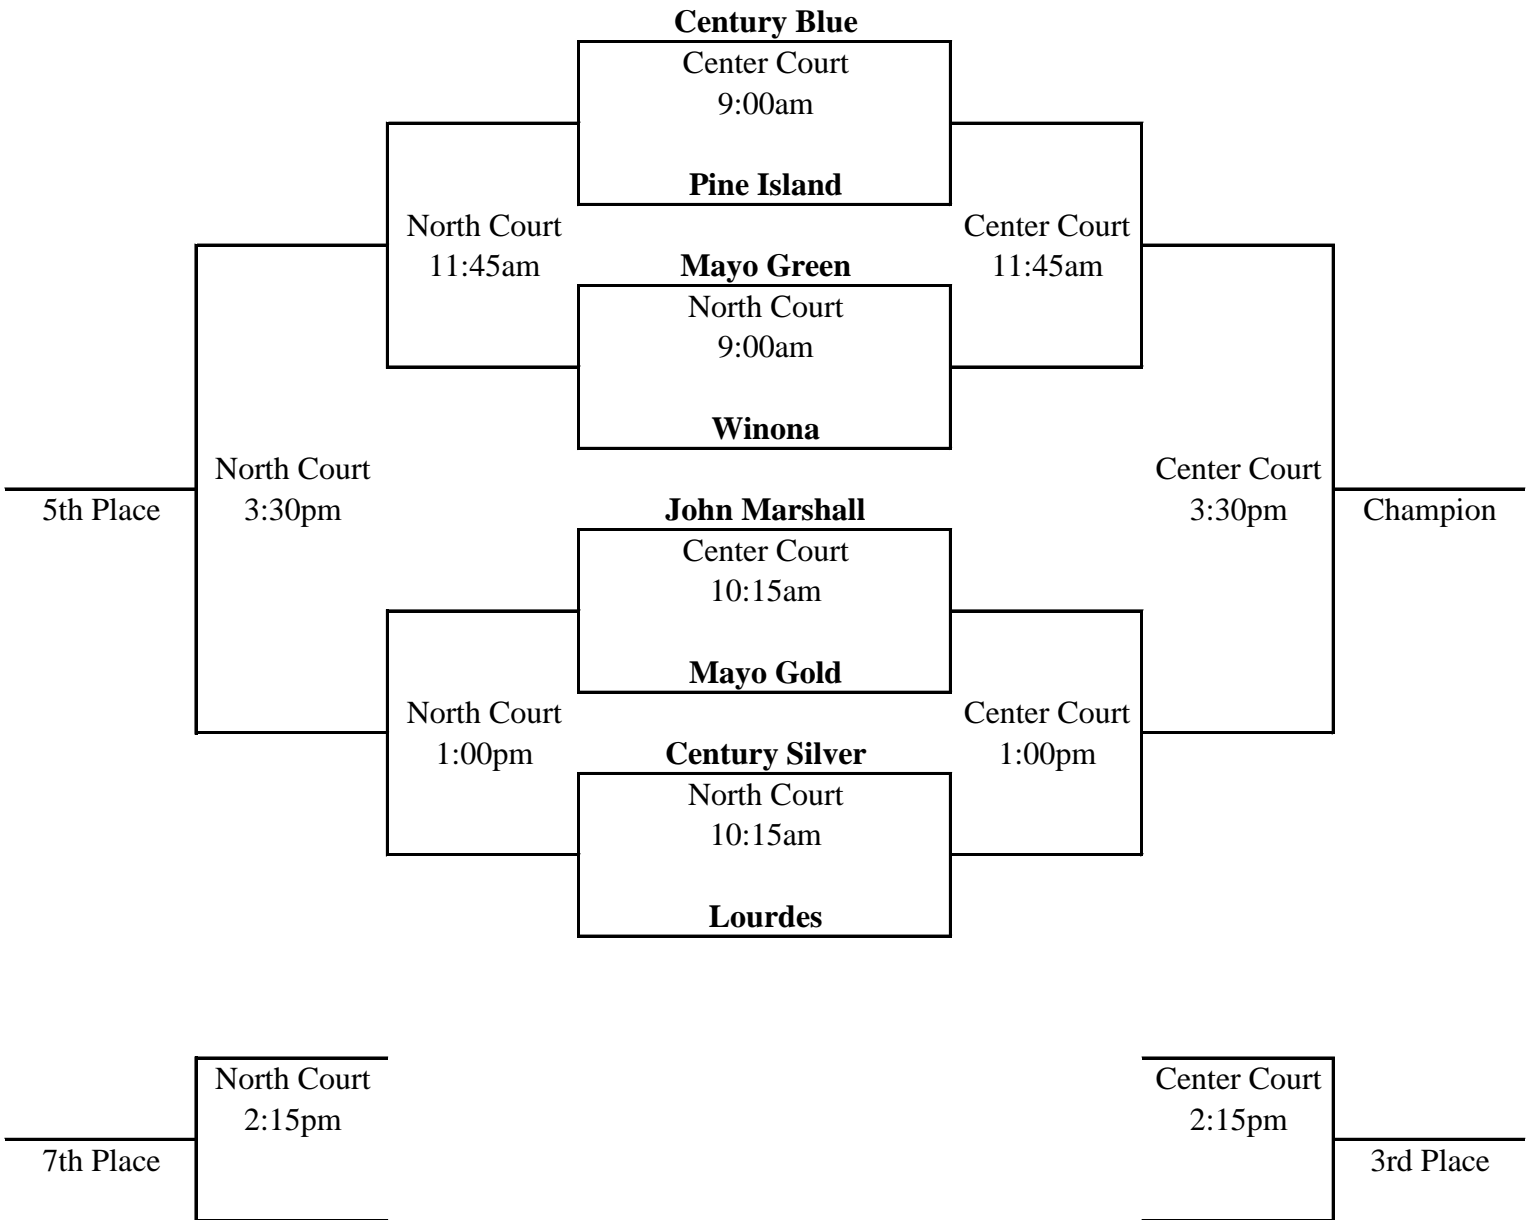 Century Blue
Center Court
9:00am
Pine Island
North Court
11:45am
Center Court
11:45am
Mayo Green
North Court
9:00am
Winona
North Court
3:30pm
5th Place
Center Court
3:30pm
Champion
John Marshall
Center Court
10:15am
Mayo Gold
North Court
1:00pm
Center Court
1:00pm
Century Silver
North Court
10:15am
Lourdes
North Court
2:15pm
7th Place
Center Court
2:15pm
3rd Place